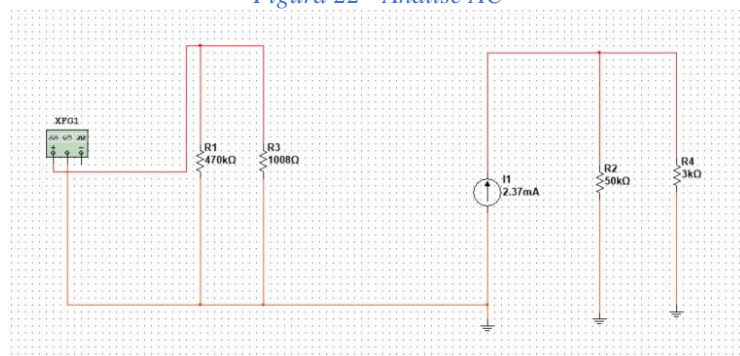 Figura 22 - Análise AC
XFG1
R1
470kΩ
R3
1008Ω
I1
2.37mA
R2
50kΩ
R4
3kΩ